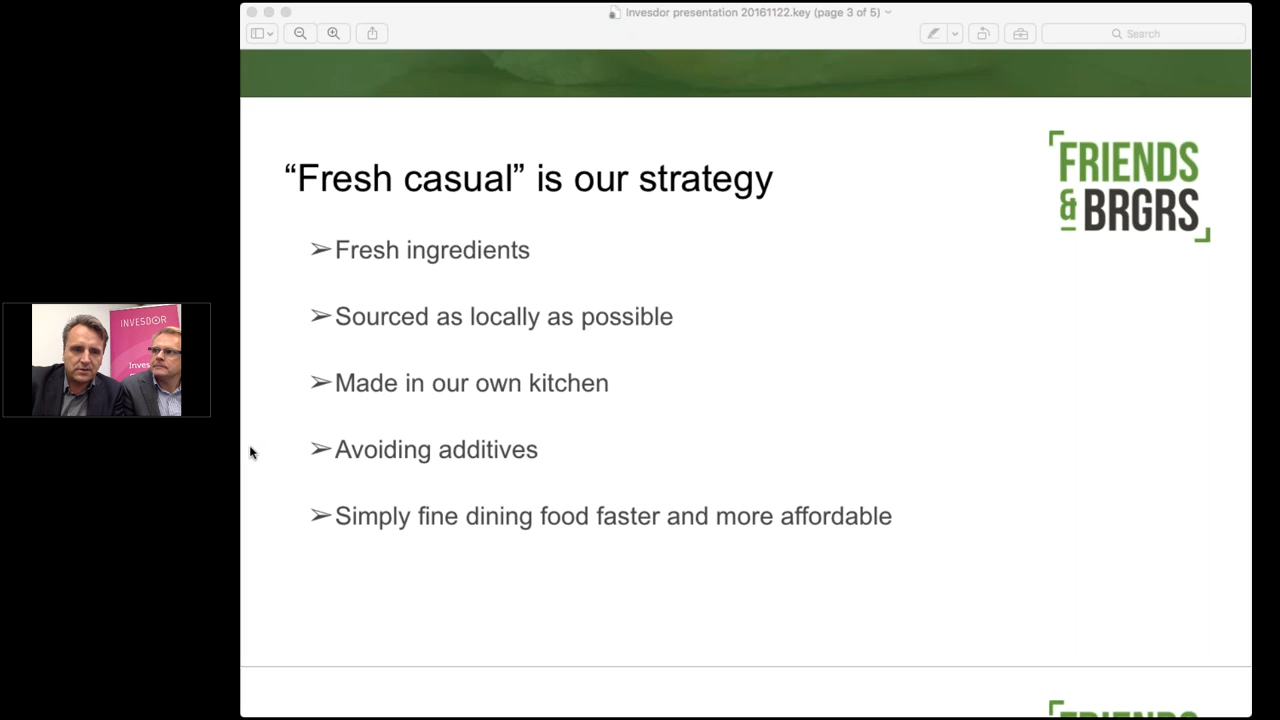 Invesdor presentation 20161122.key (page 3 of 5)
Search
FRIENDS
& BRGRS
“Fresh casual” is our strategy
➢Fresh ingredients
➢Sourced as locally as possible
➢Made in our own kitchen
➢Avoiding additives
➢Simply fine dining food faster and more affordable
INVESDOR
Inves